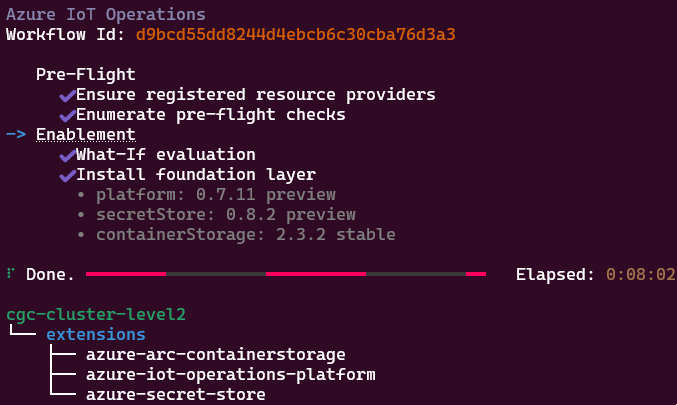 Azure IoT Operations
Workflow Id: d9bcd55dd8244d4ebcb6c30cba76d3a3
Pre-Flight
✔Ensure registered resource providers
✔Enumerate pre-flight checks
-> Enablement
✔What-If evaluation
✔Install foundation layer
• platform: 0.7.11 preview
• secretStore: 0.8.2 preview
• containerStorage: 2.3.2 stable
Done. Elapsed: 0:08:02
cgc-cluster-level2
└── extensions
├── azure-arc-containerstorage
├── azure-iot-operations-platform
└── azure-secret-store